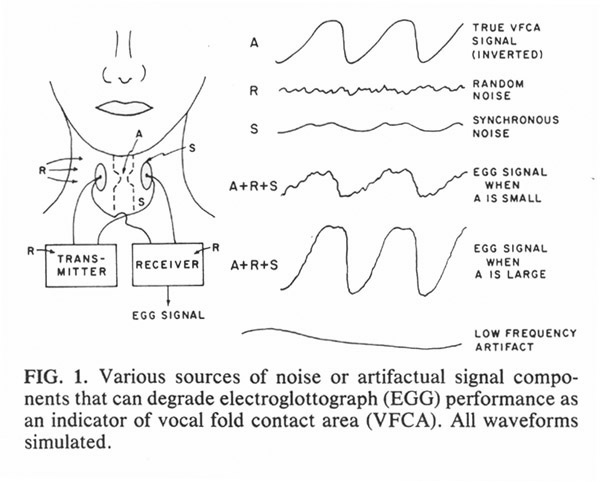 A
TRUE VFCA
SIGNAL
(INVERTED)
R
RANDOM
NOISE
S
SYNCHRONOUS
NOISE
A+R+S
EGG SIGNAL
WHEN
A IS SMALL
A+R+S
EGG SIGNAL
WHEN
A IS LARGE
LOW FREQUENCY
ARTIFACT
A
S
R
S
R
TRANS-
MITTER
RECEIVER
R
EGG SIGNAL
FIG. 1. Various sources of noise or artifactual signal compo-
nents that can degrade electroglottograph (EGG) performance as
an indicator of vocal fold contact area (VFCA). All waveforms
simulated.